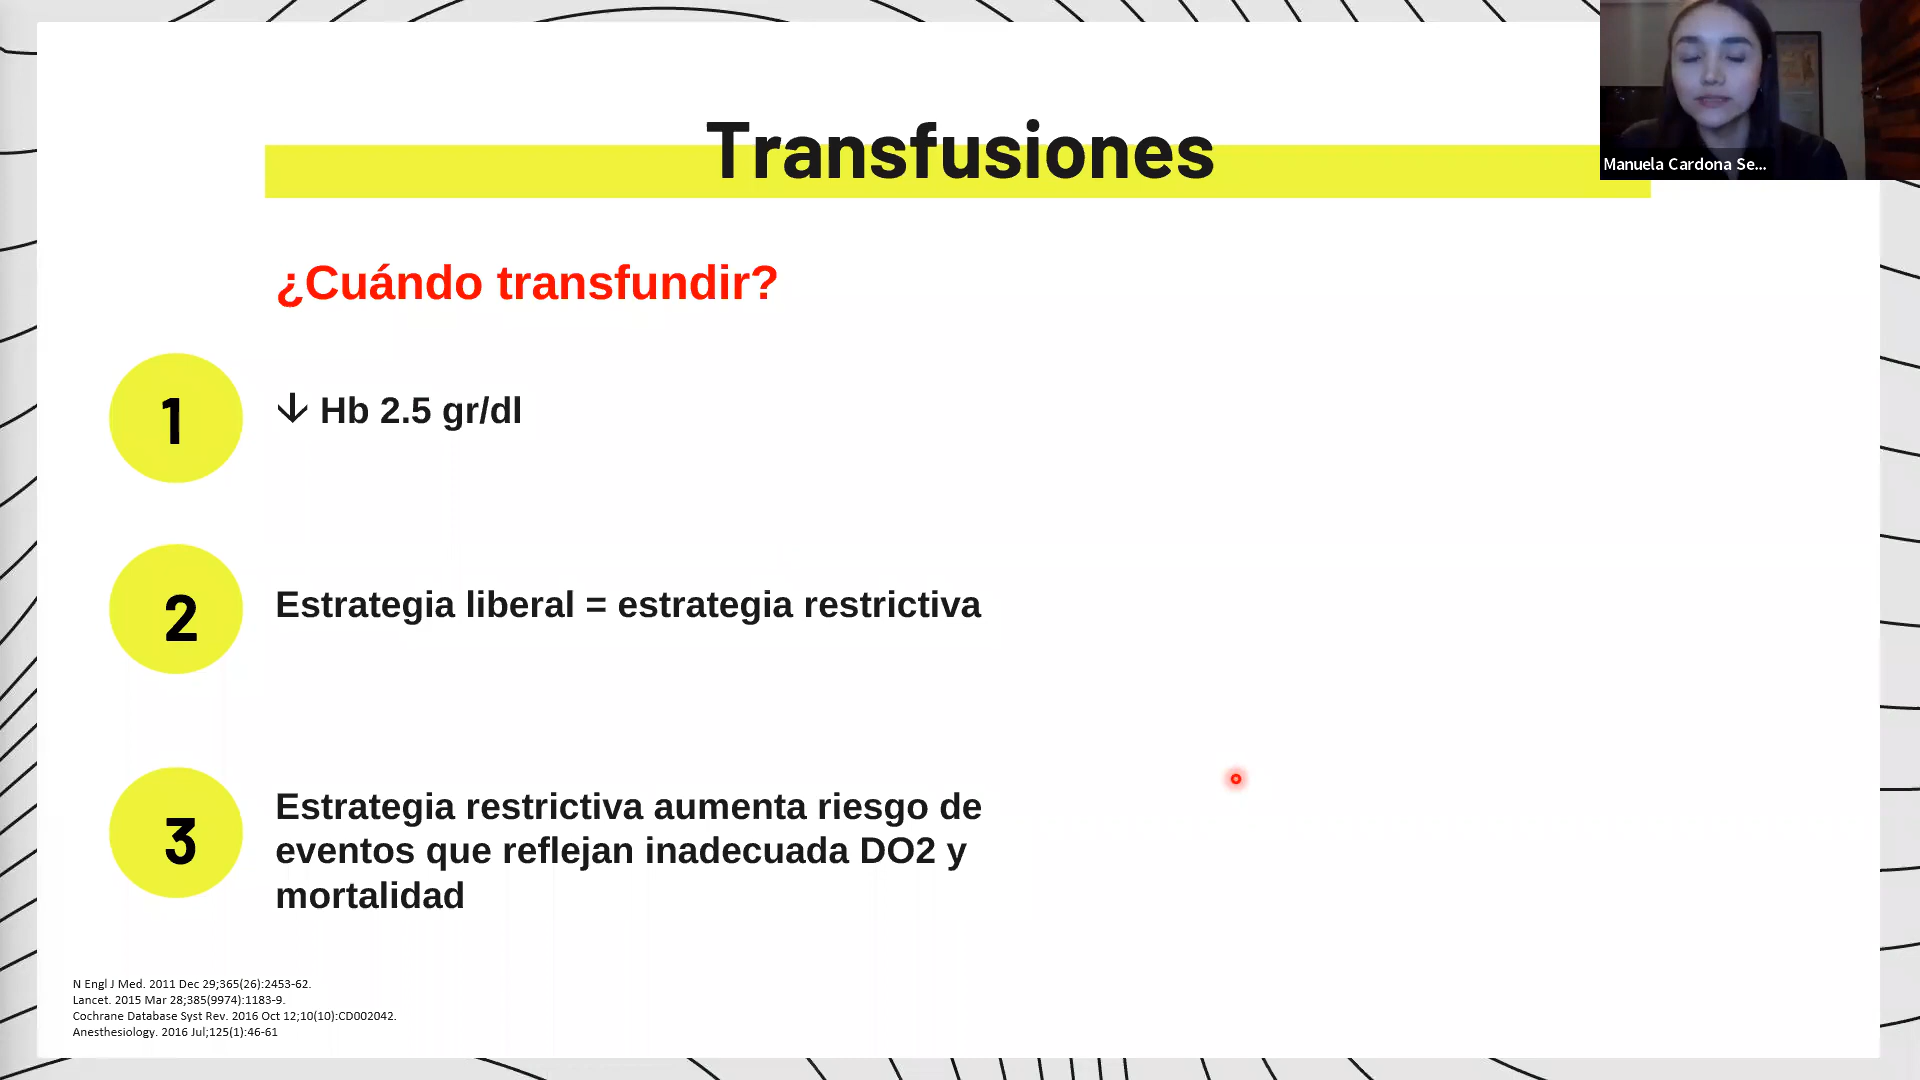 Transfusiones
Manuela Cardona Se...
¿Cuándo transfundir?
1
↓ Hb 2.5 gr/dl
2
Estrategia liberal = estrategia restrictiva
3
Estrategia restrictiva aumenta riesgo de
eventos que reflejan inadecuada DO2 y
mortalidad
N Engl J Med. 2011 Dec 29;365(26):2453-62.
Lancet. 2015 Mar 28;385(9974):1183-9.
Cochrane Database Syst Rev. 2016 Oct 12;10(10):CD002042.
Anesthesiology. 2016 Jul;125(1):46-61